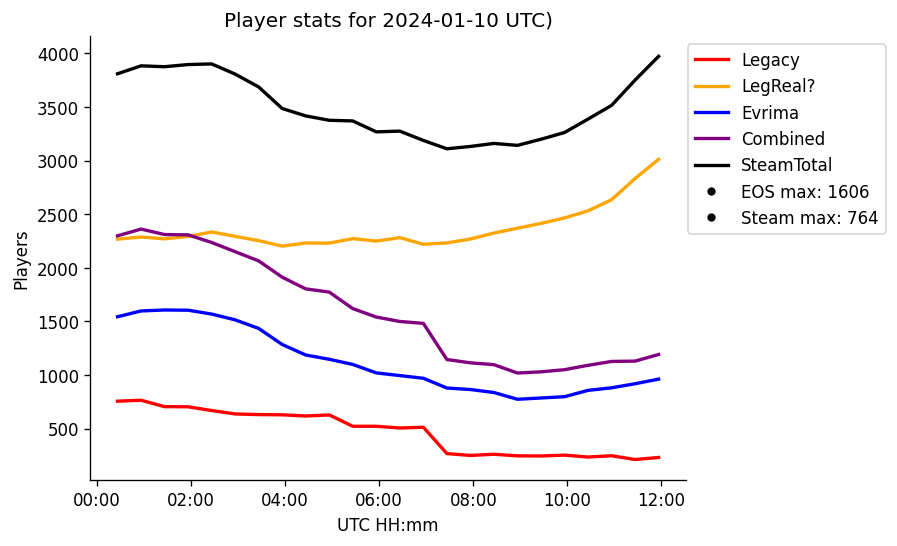 Player stats for 2024-01-10 UTC)
4000
3500
3000
2500
2000
1500
1000
500
Players
00:00 02:00 04:00 06:00 08:00 10:00 12:00
UTC HH:mm
Legacy
LegReal?
Evrima
Combined
SteamTotal
EOS max: 1606
Steam max: 764